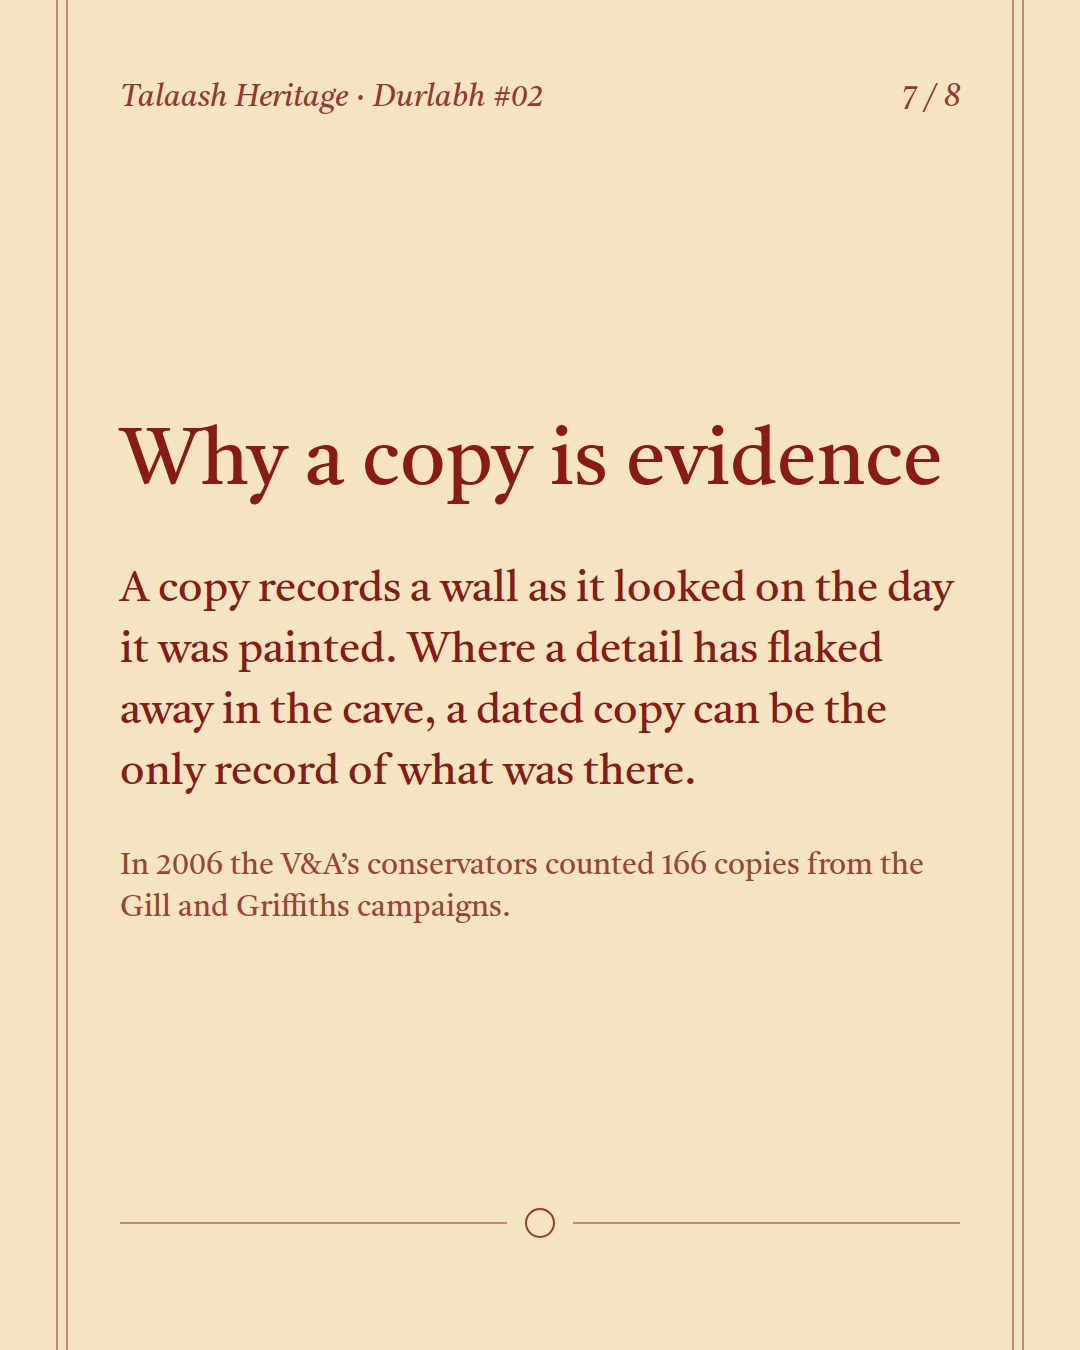 Talaash Heritage · Durlabh #02
7 / 8
Why a copy is evidence
A copy records a wall as it looked on the day
it was painted. Where a detail has flaked
away in the cave, a dated copy can be the
only record of what was there.
In 2006 the V&A’s conservators counted 166 copies from the
Gill and Griffiths campaigns.